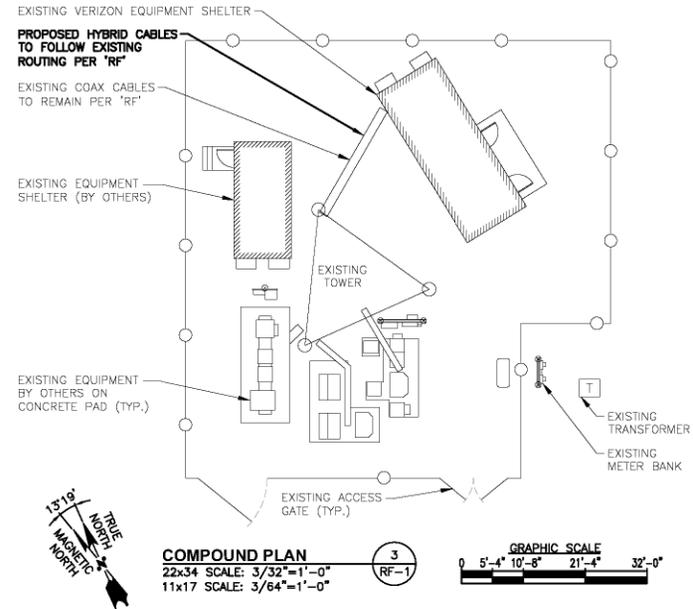 EXISTING VERIZON EQUIPMENT SHELTER
PROPOSED HYBRID CABLES
TO FOLLOW EXISTING
ROUTING PER 'RF'
EXISTING COAX CABLES
TO REMAIN PER 'RF'
EXISTING EQUIPMENT
SHELTER (BY OTHERS)
EXISTING
TOWER
EXISTING EQUIPMENT
BY OTHERS ON
CONCRETE PAD (TYP.)
T
EXISTING
TRANSFORMER
EXISTING
METER BANK
EXISTING ACCESS
GATE (TYP.)
13°19'
TRUE
NORTH
MAGNETIC
NORTH
COMPOUND PLAN
22x34 SCALE: 3/32"=1'-0"
11x17 SCALE: 3/64"=1'-0"
3
RF-1
GRAPHIC SCALE
0 5'-4" 10'-8" 21'-4" 32'-0"